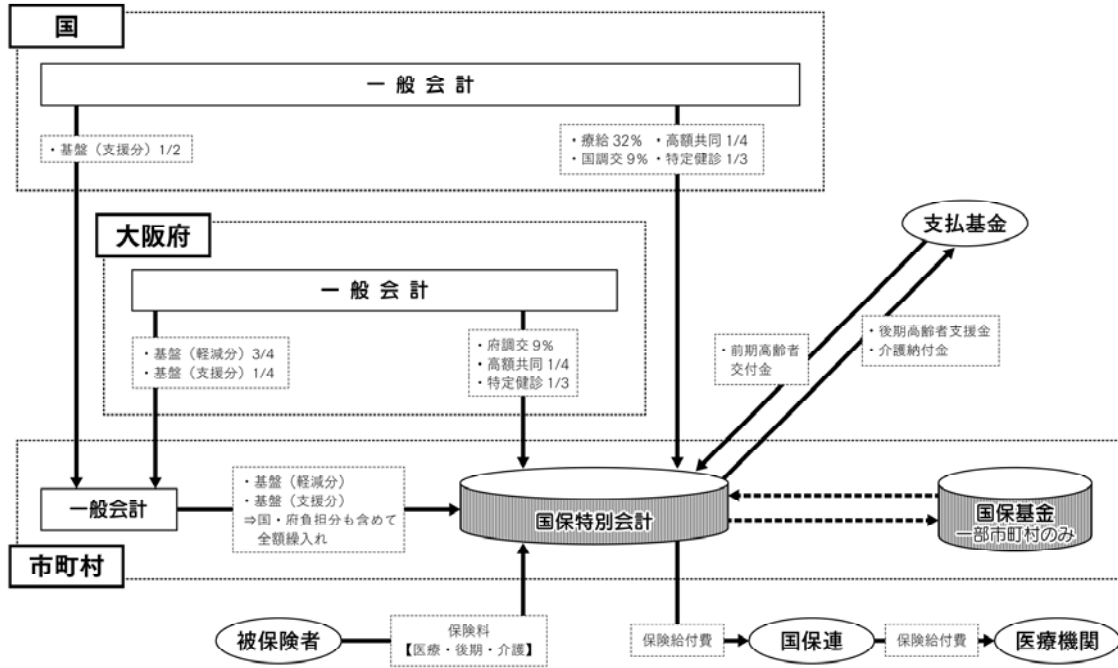 国
一般会計
・基盤（支援分）1/2
・療給 32% ・高額共同 1/4
・国調交 9% ・特定健診 1/3
大阪府
一般会計
・基盤（軽減分）3/4
・基盤（支援分）1/4
・府調交 9%
・高額共同 1/4
・特定健診 1/3
支払基金
・前期高齢者
交付金
・後期高齢者支援金
・介護納付金
一般会計
・基盤（軽減分）
・基盤（支援分）
⇒国・府負担分も含めて
全額繰入れ
国保特別会計
国保基金
一部市町村のみ
市町村
被保険者
保険料
【医療・後期・介護】
保険給付費
国保連
保険給付費
医療機関